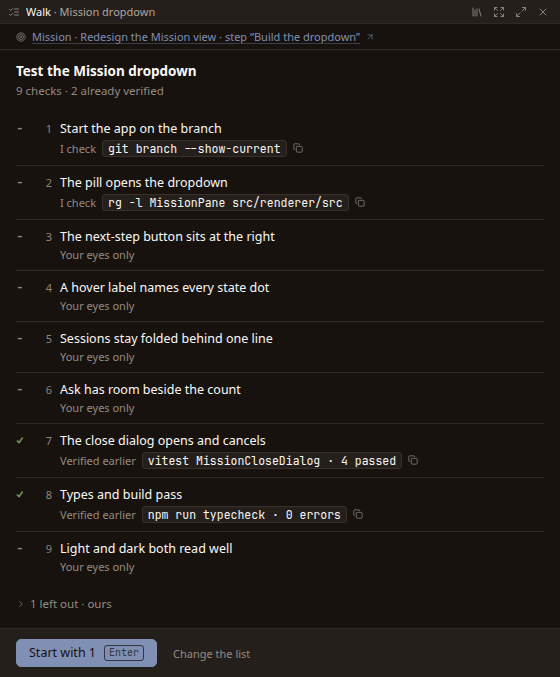 Walk · Mission dropdown
Mission · Redesign the Mission view · step “Build the dropdown”
Test the Mission dropdown
9 checks · 2 already verified
1 Start the app on the branch
I check git branch --show-current
2 The pill opens the dropdown
I check rg -l MissionPane src/renderer/src
3 The next-step button sits at the right
Your eyes only
4 A hover label names every state dot
Your eyes only
5 Sessions stay folded behind one line
Your eyes only
6 Ask has room beside the count
Your eyes only
7 The close dialog opens and cancels
Verified earlier vitest MissionCloseDialog · 4 passed
8 Types and build pass
Verified earlier npm run typecheck · 0 errors
9 Light and dark both read well
Your eyes only
1 left out · ours
Start with 1 Enter Change the list